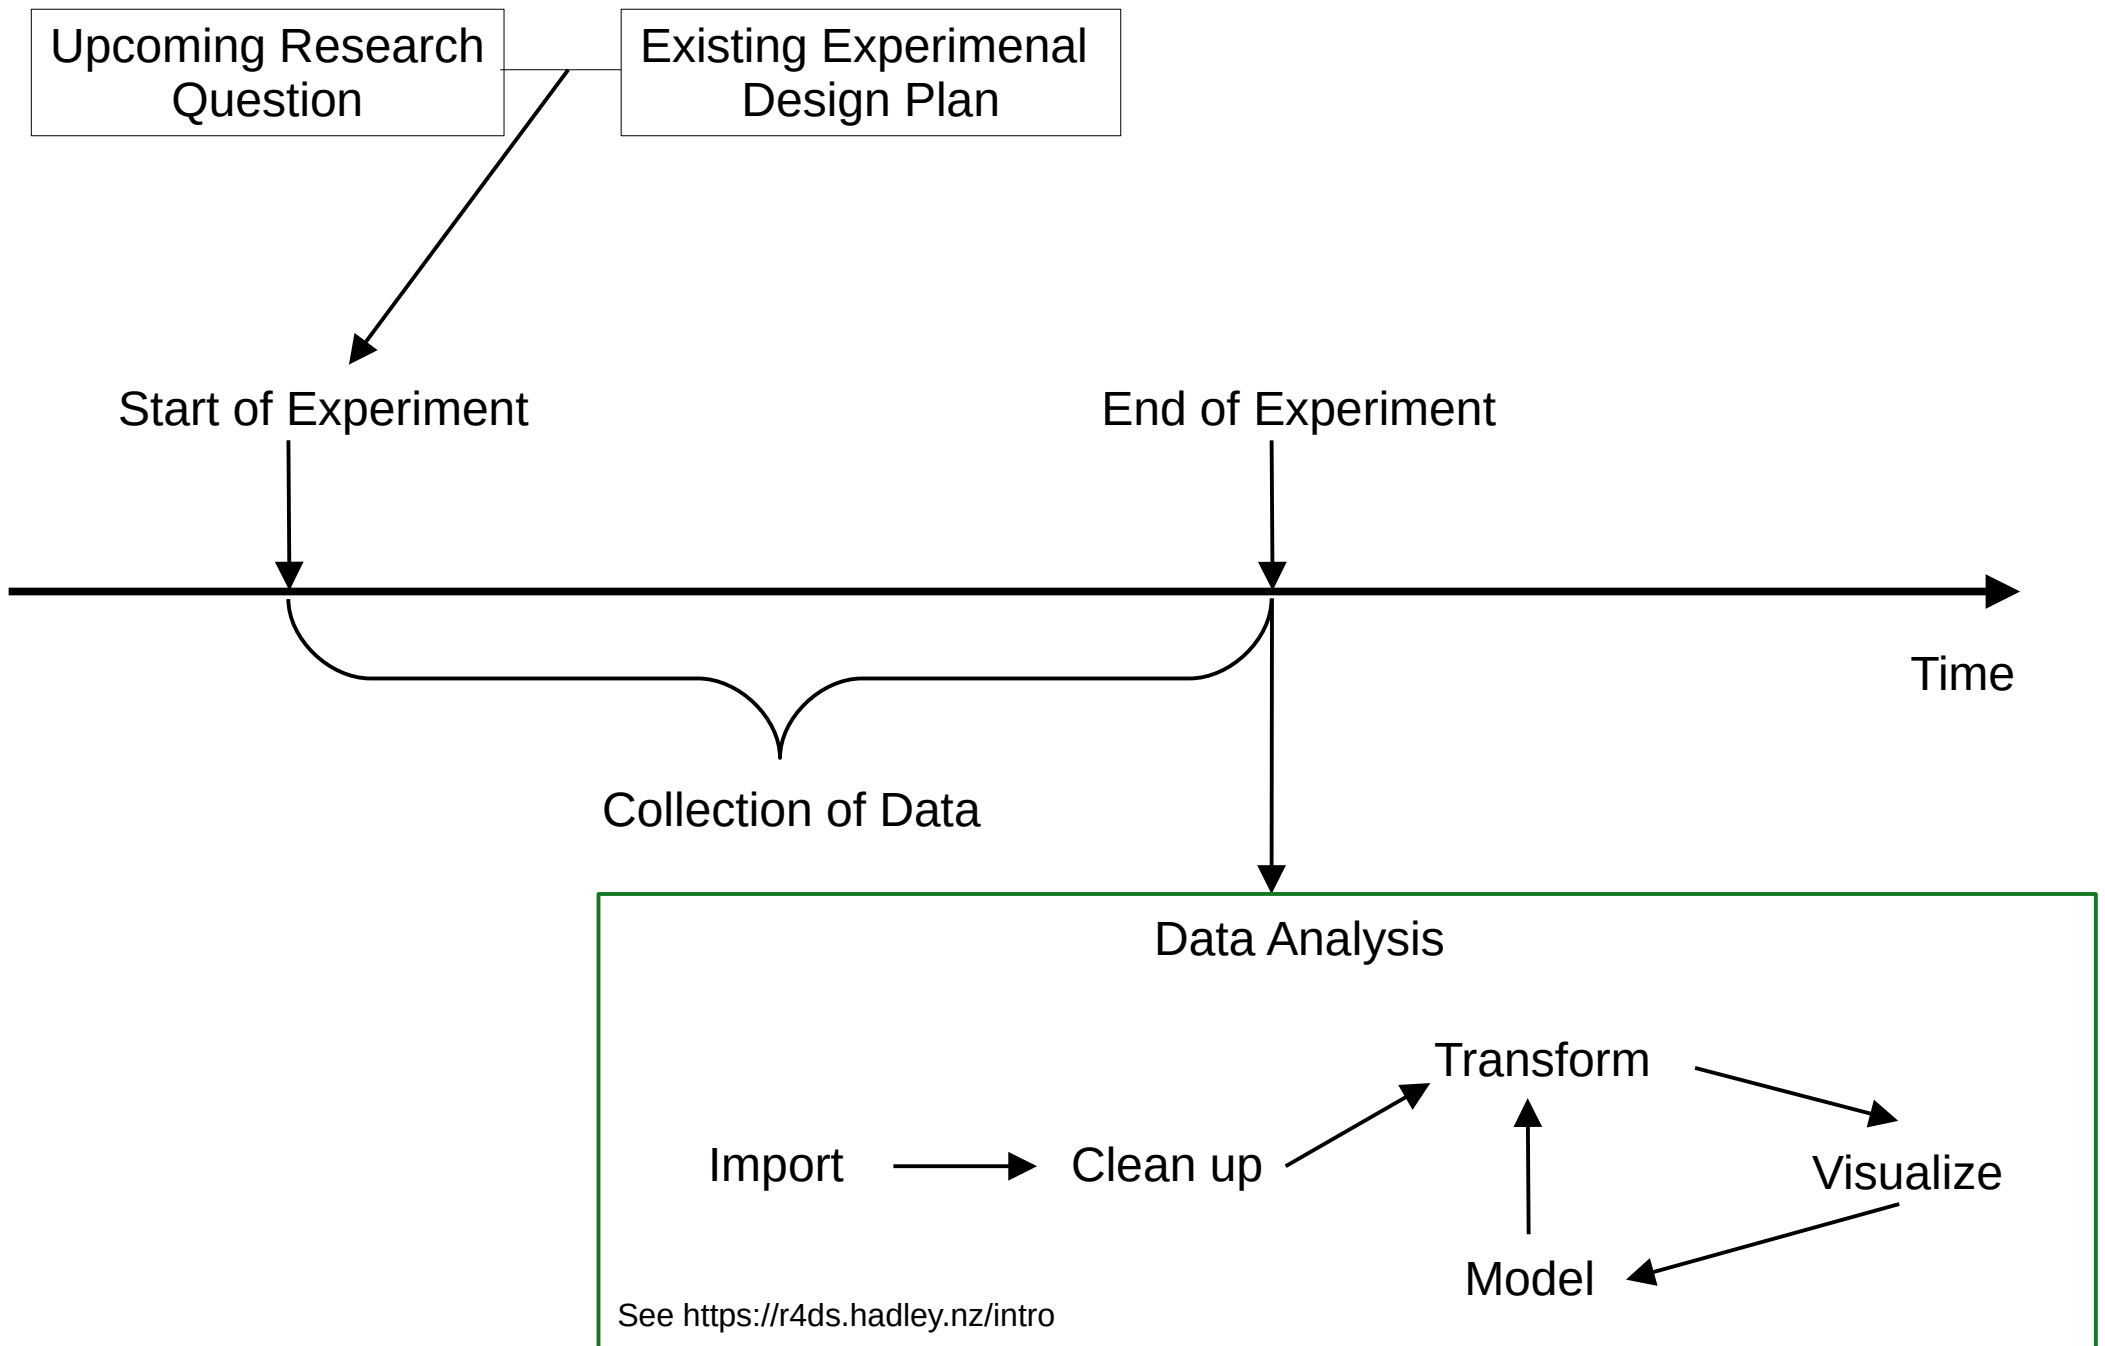 Upcoming Research
Question
Existing Experimenal
Design Plan
Start of Experiment
End of Experiment
Time
Collection of Data
Data Analysis
Transform
Import
Clean up
Visualize
Model
See https://r4ds.hadley.nz/intro